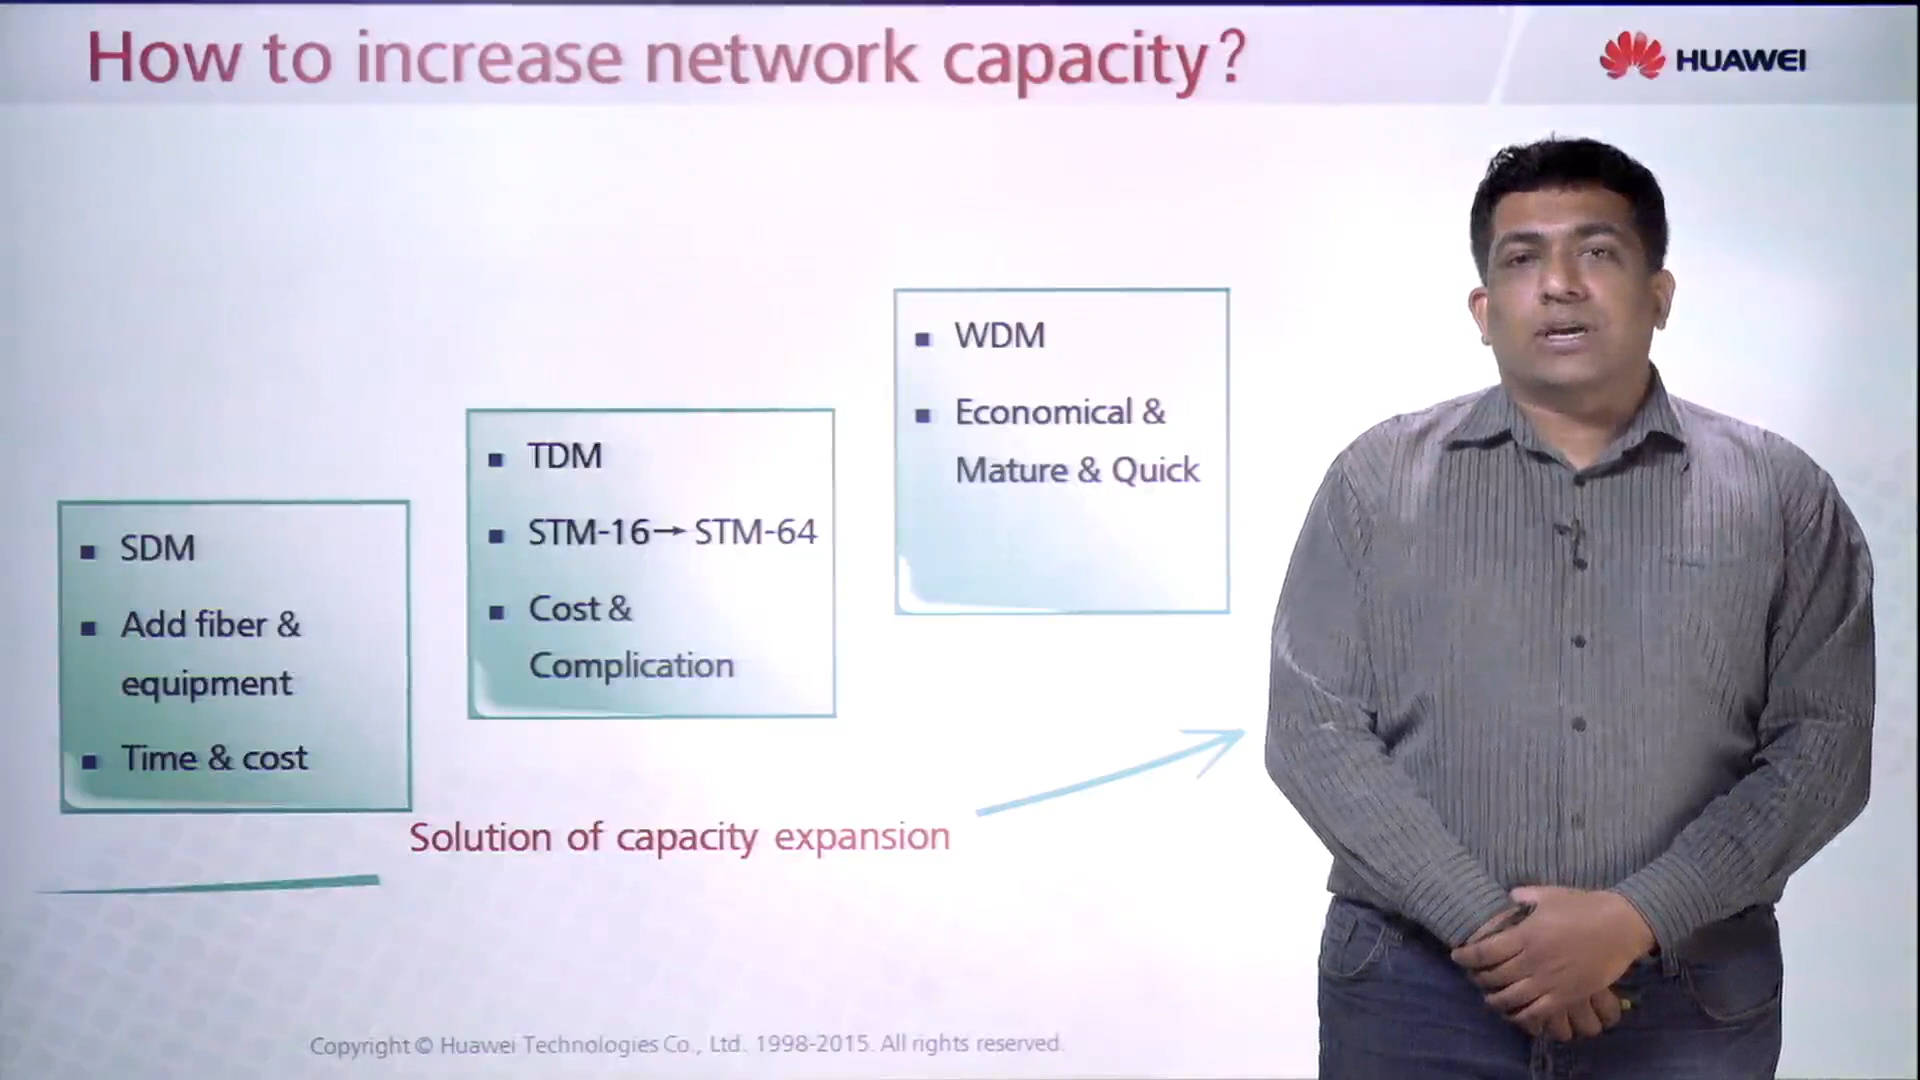 How to increase network capacity?
HUAWEI
SDM
Add fiber &
equipment
Time & cost
TDM
STM-16→ STM-64
Cost &
Complication
WDM
Economical &
Mature & Quick
Solution of capacity expansion
Copyright © Huawei Technologies Co., Ltd. 1998-2015. All rights reserved.